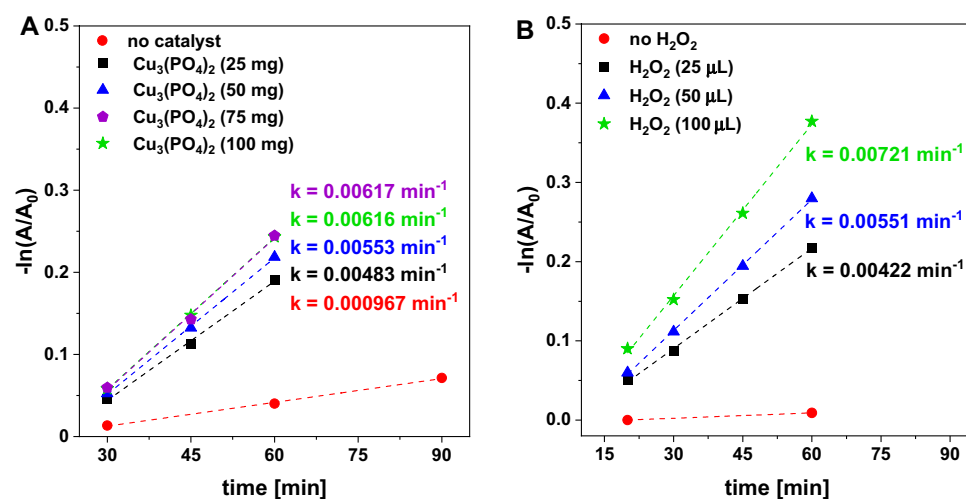 A
no catalyst
Cu3(PO4)2 (25 mg)
Cu3(PO4)2 (50 mg)
Cu3(PO4)2 (75 mg)
Cu3(PO4)2 (100 mg)
k = 0.00617 min-1
k = 0.00616 min-1
k = 0.00553 min-1
k = 0.00483 min-1
k = 0.000967 min-1
-ln(A/A0)
0.5
0.4
0.3
0.2
0.1
0
30
45
60
75
90
time [min]
B
no H2O2
H2O2 (25 µL)
H2O2 (50 µL)
H2O2 (100 µL)
k = 0.00721 min-1
k = 0.00551 min-1
k = 0.00422 min-1
-ln(A/A0)
-0.5
-0.4
-0.3
-0.2
-0.1
0.0
15
30
45
60
75
90
time [min]